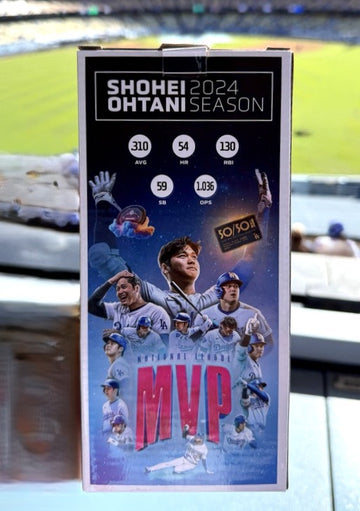 SHOHEI 2024
OHTANI SEASON
.310 54 130
AVG HR RBI
59 1.036
SB OPS
50/50
NATIONAL LEAGUE
MVP